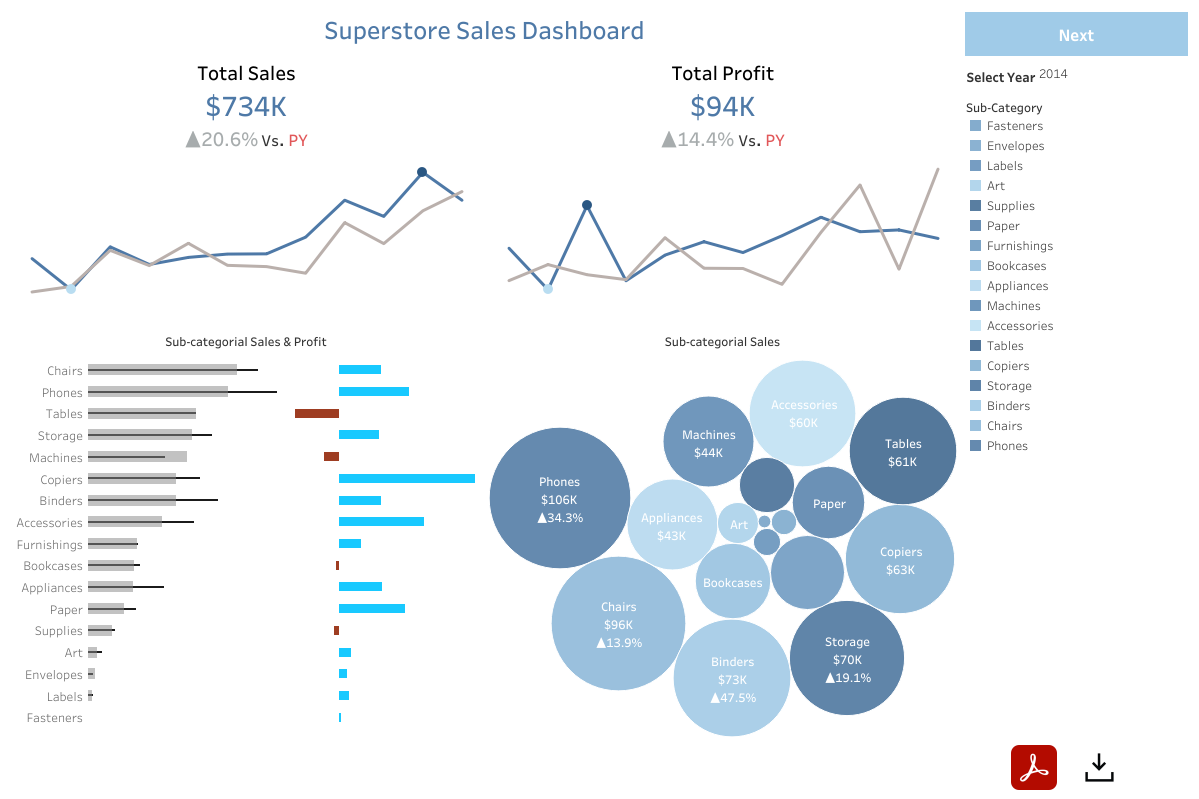 Superstore Sales Dashboard
Next
Total Sales
$734K
▲20.6% Vs. PY
Total Profit
$94K
▲14.4% Vs. PY
Select Year 2014
Sub-Category
Fasteners
Envelopes
Labels
Art
Supplies
Paper
Furnishings
Bookcases
Appliances
Machines
Accessories
Tables
Copiers
Storage
Binders
Chairs
Phones
Sub-categorial Sales & Profit
Chairs
Phones
Tables
Storage
Machines
Copiers
Binders
Accessories
Furnishings
Bookcases
Appliances
Paper
Supplies
Art
Envelopes
Labels
Fasteners
Sub-categorial Sales
Accessories
$60K
Machines
$44K
Tables
$61K
Phones
$106K
▲34.3%
Appliances
$43K
Art
Paper
Copiers
$63K
Bookcases
Chairs
$96K
▲13.9%
Binders
$73K
▲47.5%
Storage
$70K
▲19.1%